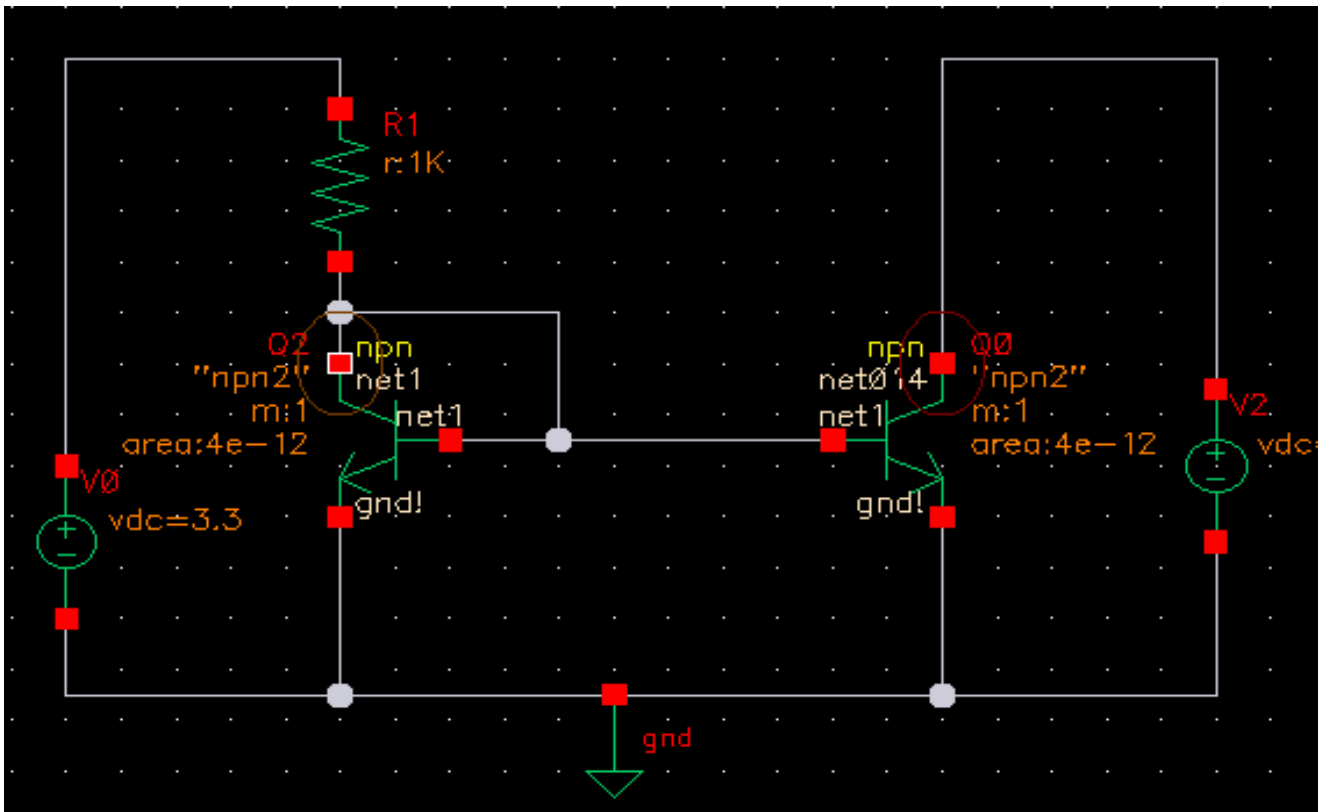 R1
r:1K
Q2 npn
"npn2" net1
m:1 net1
area:4e-12
gnd!
V0
vdc=3.3
npn Q0
net014 "npn2"
net1 m:1
area:4e-12
gnd!
V2
vdc=
gnd